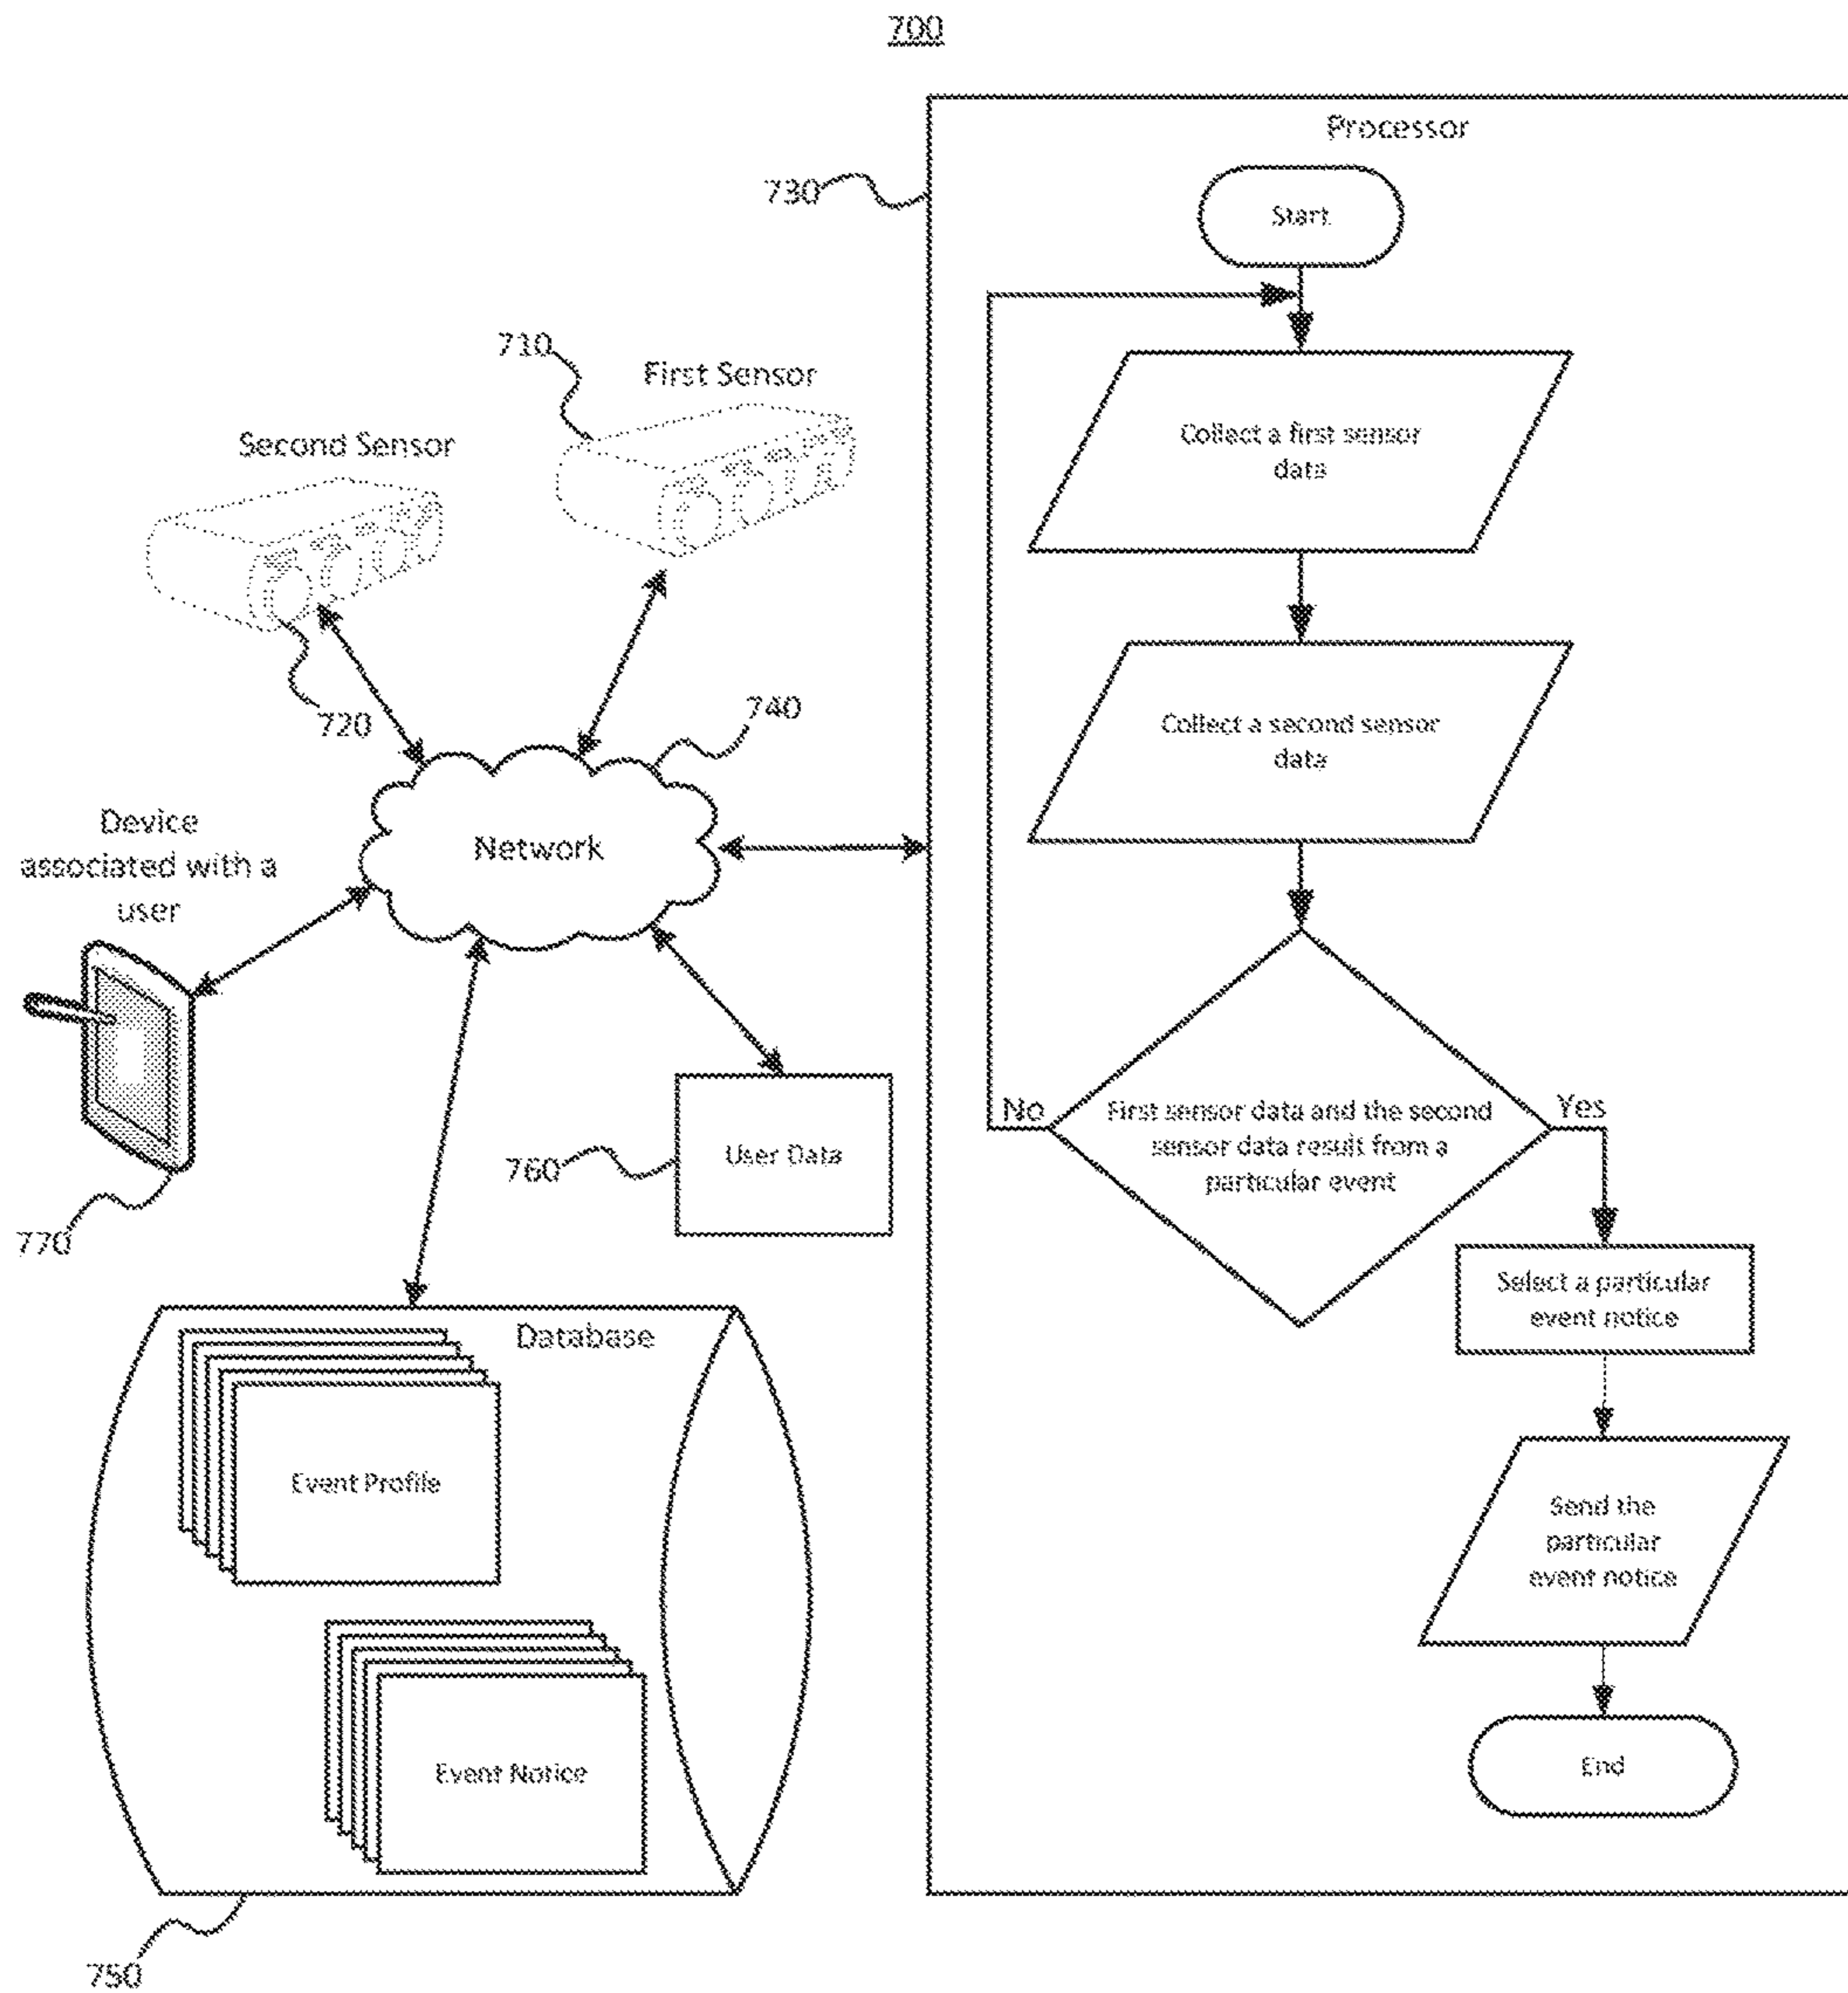 700
Processor
730
Start
710
First Sensor
Second Sensor
Collect a first sensor
data
720
740
Collect a second sensor
data
Network
Device
associated with a
user
No
First sensor data and the second
sensor data result from a
particular event
Yes
760
User Data
770
Select a particular
event notice
Database
Event Profile
Send the
particular
event notice
Event Notice
End
750